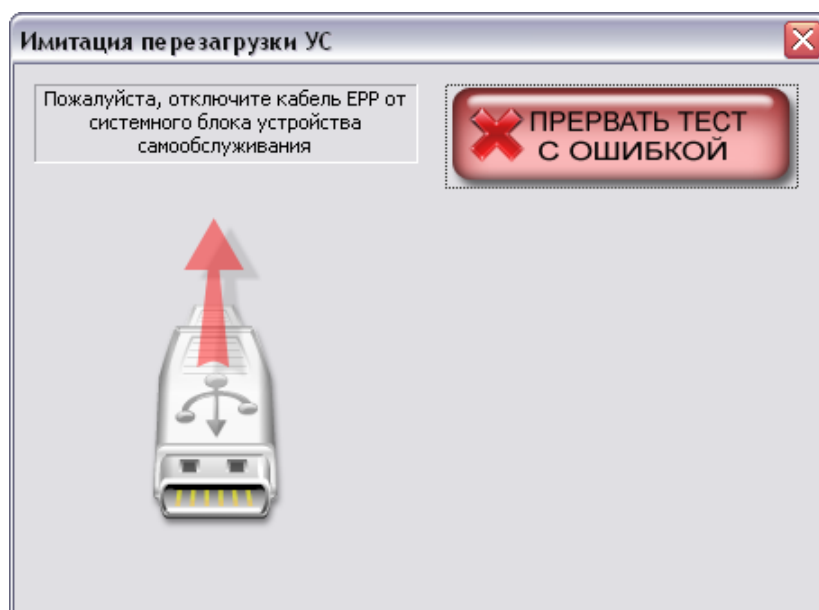 Имитация перезагрузки УС
Пожалуйста, отключите кабель EPP от
системного блока устройства
самообслуживания
ПРЕРВАТЬ ТЕСТ
С ОШИБКОЙ